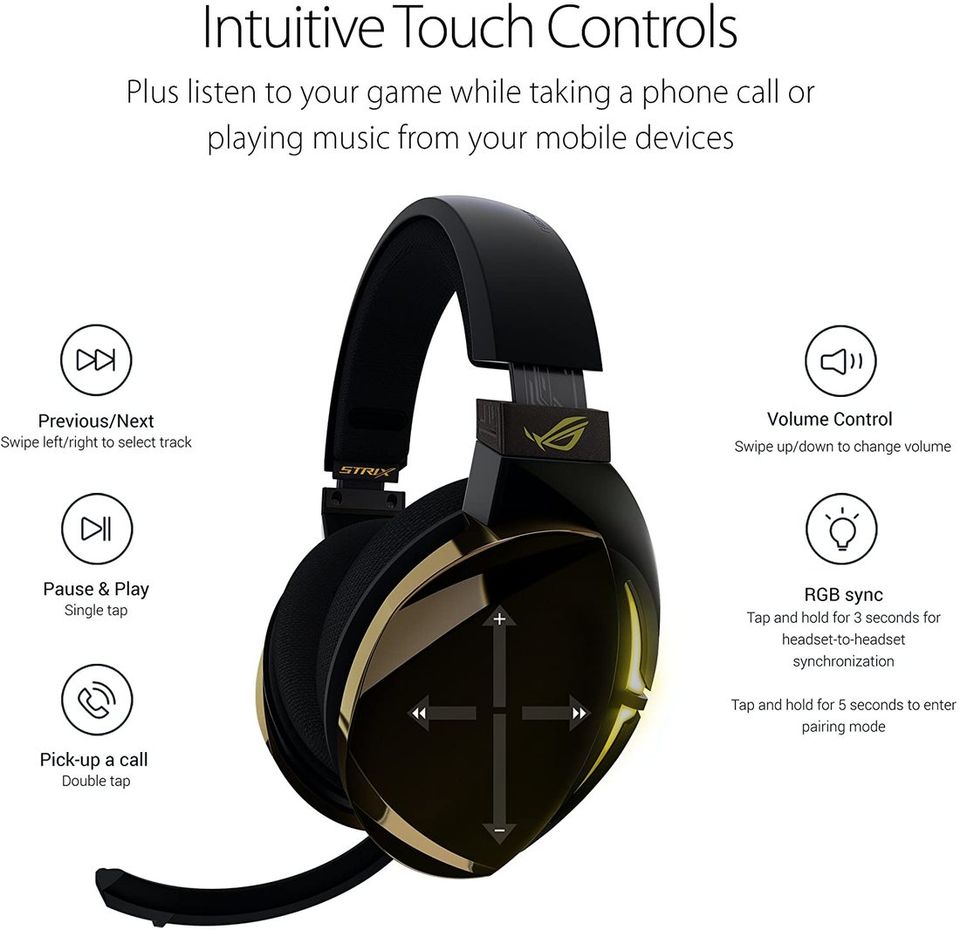 Intuitive Touch Controls
Plus listen to your game while taking a phone call or
playing music from your mobile devices
Previous/Next
Swipe left/right to select track
Pause & Play
Single tap
Pick-up a call
Double tap
STRIX
+
−
Volume Control
Swipe up/down to change volume
RGB sync
Tap and hold for 3 seconds for
headset-to-headset
synchronization
Tap and hold for 5 seconds to enter
pairing mode